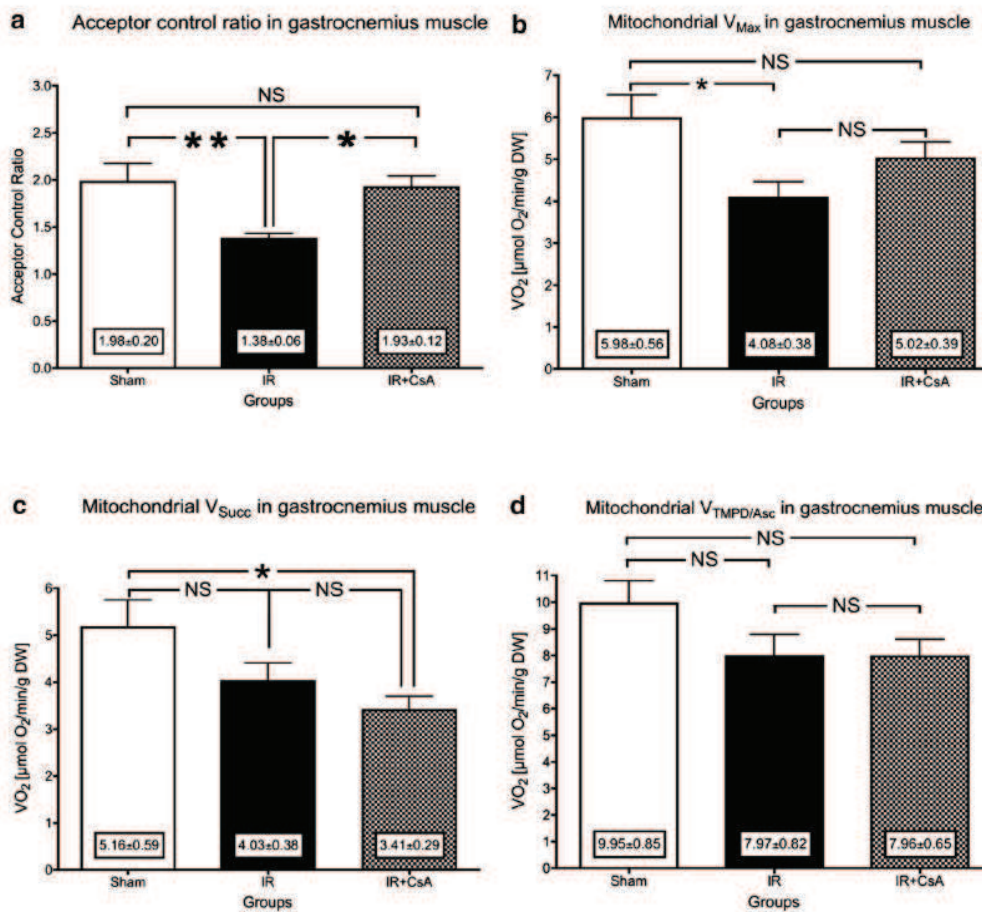 a Acceptor control ratio in gastrocnemius muscle
NS
** *
Acceptor Control Ratio
3.0
2.5
2.0
1.5
1.0
0.5
0.0
1.98±0.20 1.38±0.06 1.93±0.12
Sham IR IR+CsA
Groups
b Mitochondrial VMax in gastrocnemius muscle
NS
*
NS
VO2 [µmol O2/min/g DW]
7
6
5
4
3
2
1
0
5.98±0.56 4.08±0.38 5.02±0.39
Sham IR IR+CsA
Groups
c Mitochondrial VSucc in gastrocnemius muscle
*
NS NS
VO2 [µmol O2/min/g DW]
6
5
4
3
2
1
0
5.16±0.59 4.03±0.38 3.41±0.29
Sham IR IR+CsA
Groups
d Mitochondrial VTMPD/Asc in gastrocnemius muscle
NS
NS
NS
VO2 [µmol O2/min/g DW]
11
10
9
8
7
6
5
4
3
2
1
0
9.95±0.85 7.97±0.82 7.96±0.65
Sham IR IR+CsA
Groups